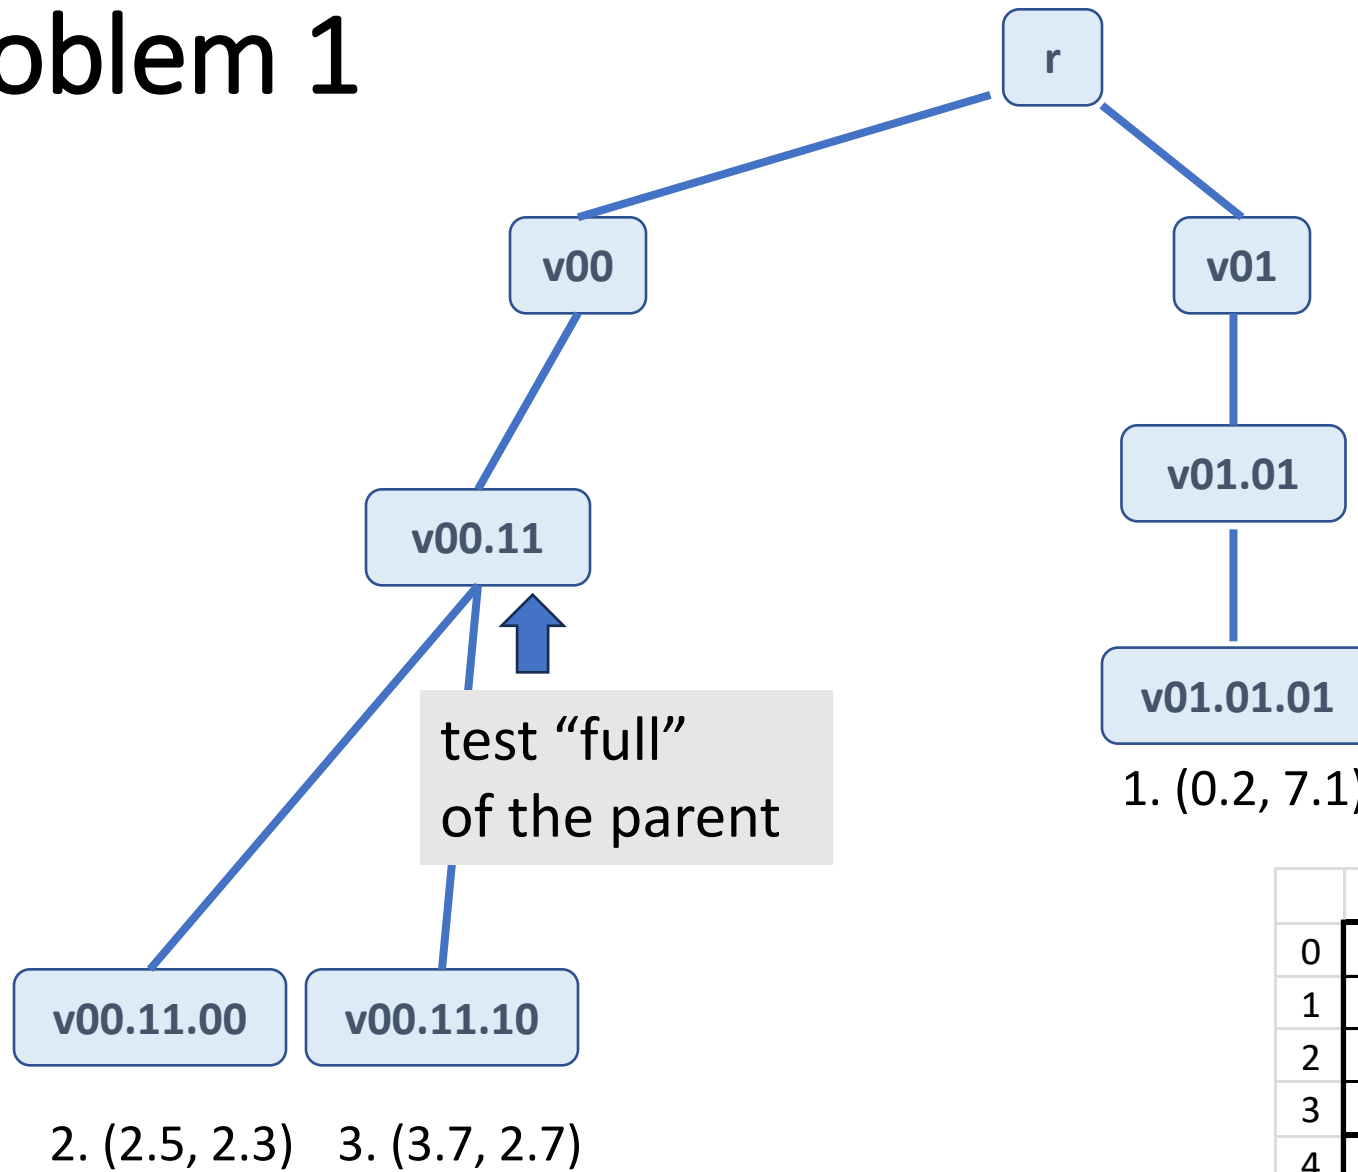 oblem 1
r
v00
v01
v01.01
v00.11
v01.01.01
test “full”
of the parent
1. (0.2, 7.1)
0
1
2
3
4
v00.11.00
v00.11.10
2. (2.5, 2.3)
3. (3.7, 2.7)